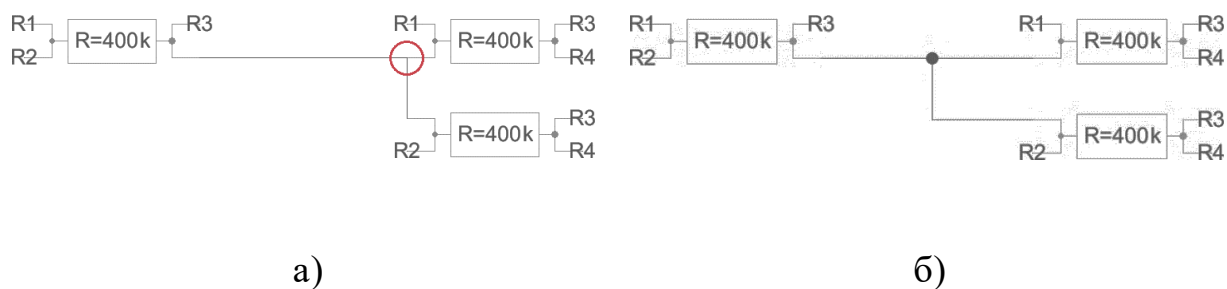 R1 R=400k R3 R1 R=400k R3 R1 R=400k R3 R1 R=400k R3
R2 R4 R2 R4
R=400k R3 R=400k R3
R2 R4 R2 R4
а) б)